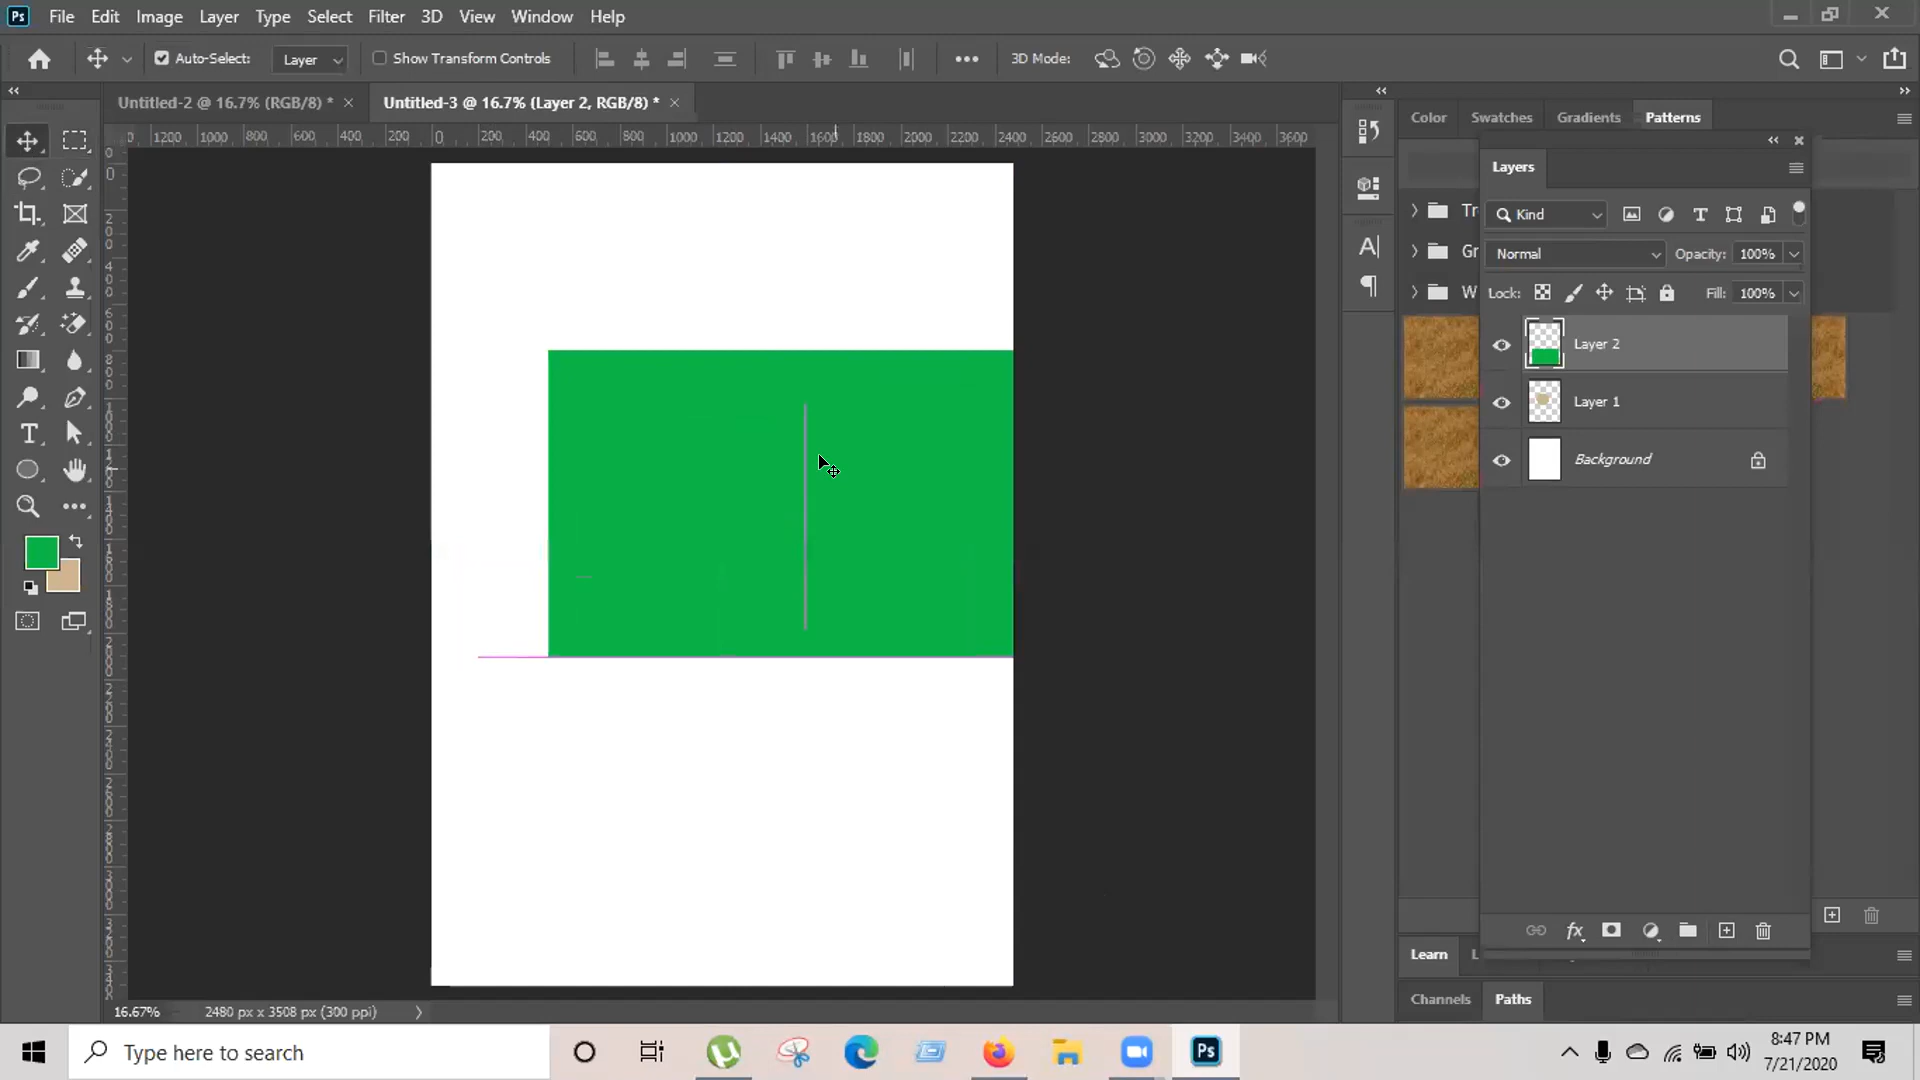 Ps File Edit Image Layer Type Select Filter 3D View Window Help
Auto-Select: Layer Show Transform Controls 3D Mode:
Untitled-2 @ 16.7% (RGB/8) * × Untitled-3 @ 16.7% (Layer 2, RGB/8) * ×
1200 1000 800 600 400 200 0 200 400 600 800 1000 1200 1400 1600 1800 2000 2200 2400 2600 2800 3000 3200 3400 3600
Color Swatches Gradients Patterns
Layers
Tr
Kind
Gr
Normal Opacity: 100%
W
Lock: Fill: 100%
Layer 2
Layer 1
Background
fx
Learn L
Channels Paths
16.67% 2480 px x 3508 px (300 ppi)
Type here to search
Ps
8:47 PM
7/21/2020